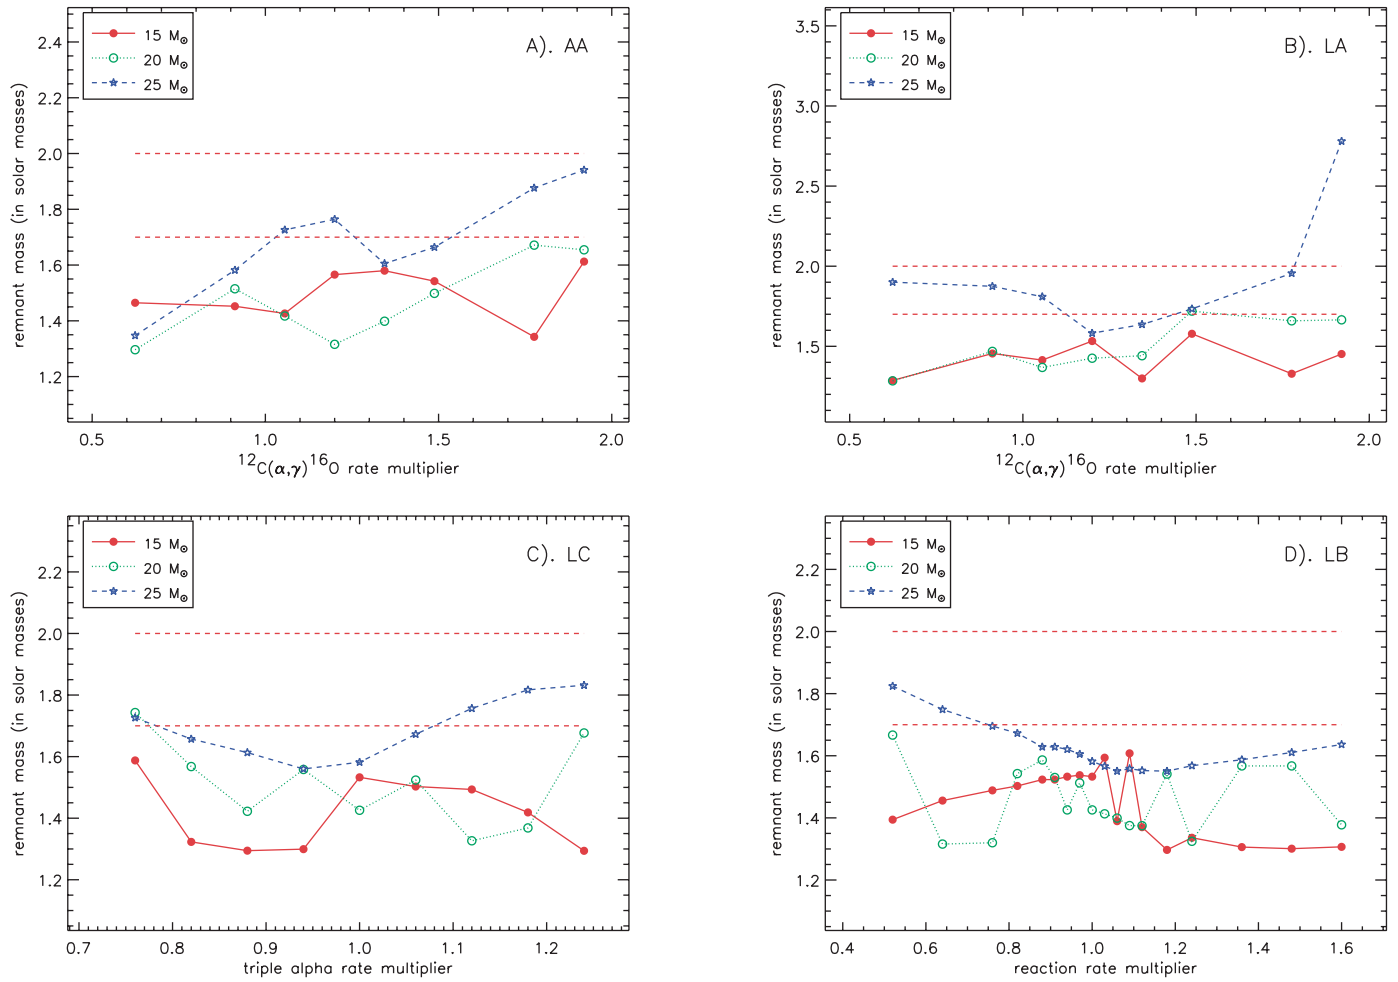 A). AA
15 M⊙
20 M⊙
25 M⊙
remnant mass (in solar masses)
2.4
2.2
2.0
1.8
1.6
1.4
1.2
0.5 1.0 1.5 2.0
¹²C(α,γ)¹⁶O rate multiplier
B). LA
15 M⊙
20 M⊙
25 M⊙
remnant mass (in solar masses)
3.5
3.0
2.5
2.0
1.5
0.5 1.0 1.5 2.0
¹²C(α,γ)¹⁶O rate multiplier
C). LC
15 M⊙
20 M⊙
25 M⊙
remnant mass (in solar masses)
2.2
2.0
1.8
1.6
1.4
1.2
0.7 0.8 0.9 1.0 1.1 1.2
triple alpha rate multiplier
D). LB
15 M⊙
20 M⊙
25 M⊙
remnant mass (in solar masses)
2.2
2.0
1.8
1.6
1.4
1.2
0.4 0.6 0.8 1.0 1.2 1.4 1.6
reaction rate multiplier